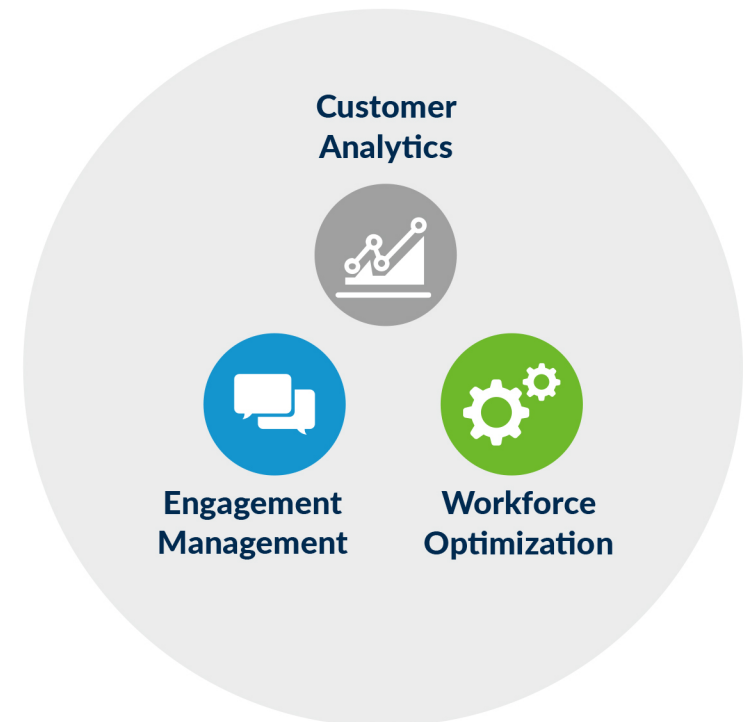 Customer
Analytics
Engagement
Management
Workforce
Optimization